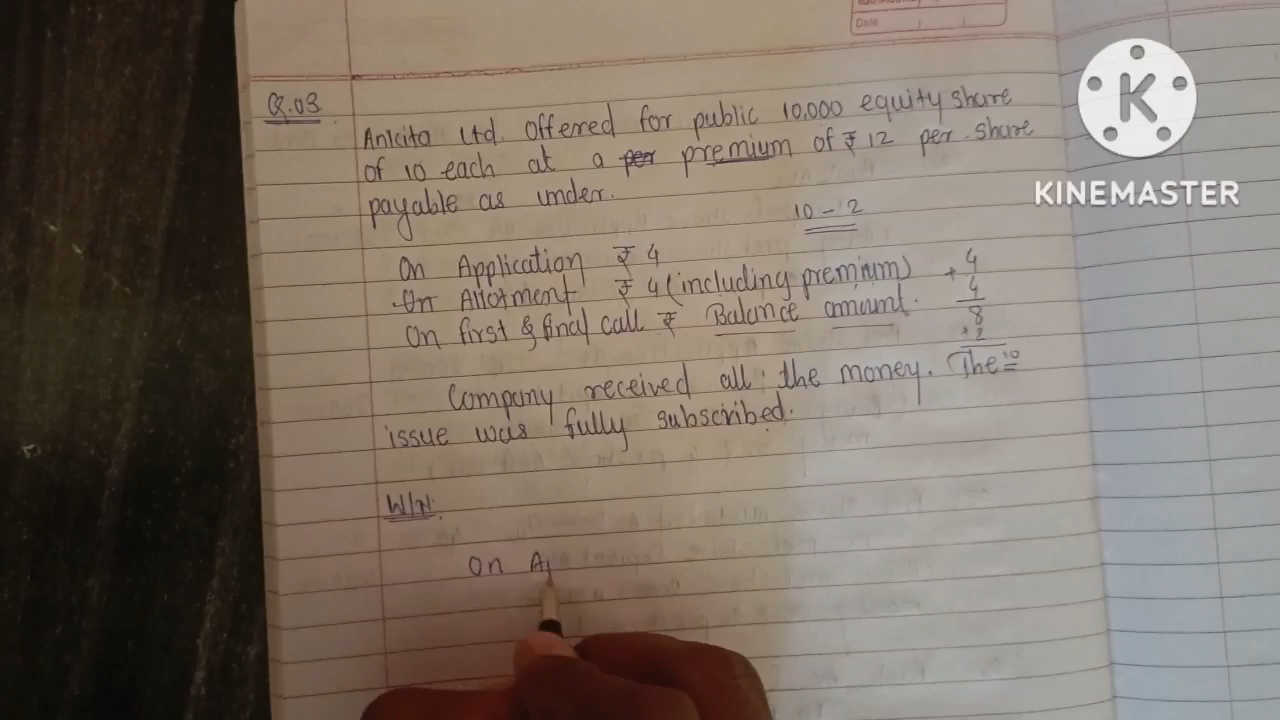 Date
K
KINEMASTER
Q.03
Ankita Ltd. offered for public 10,000 equity share
of 10 each at a per premium of ₹ 12 per share
payable as under.
10 - 2
On Application ₹ 4
On Allotment ₹ 4 (including premium)
On first & final call ₹ Balance amount.
+ 4
4
8
+ 2
10
Company received all the money. The
issue was fully subscribed.
W/N:
On Ap